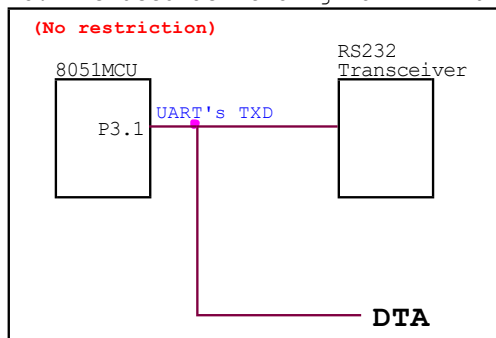 (No restriction)
RS232
8051MCU
Transceiver
UART's TXD
P3.1
DTA